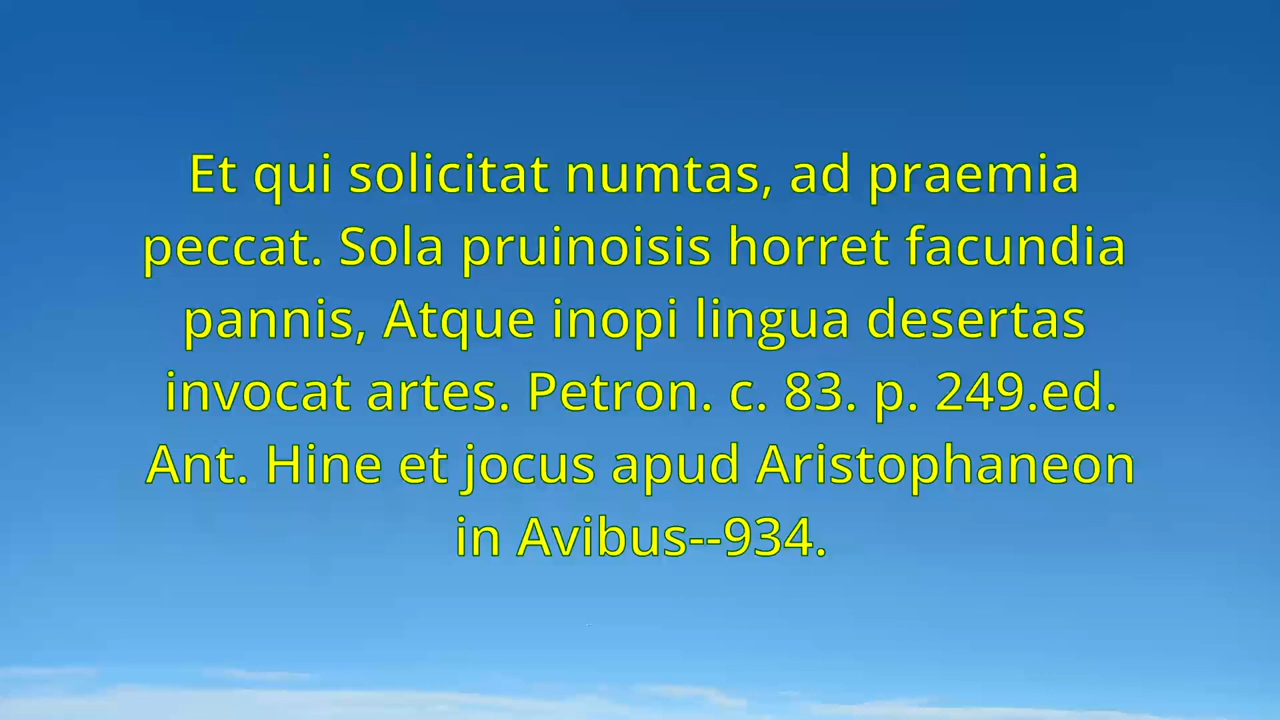 Et qui solicitat numtas, ad praemia
peccat. Sola pruinoisis horret facundia
pannis, Atque inopi lingua desertas
invocat artes. Petron. c. 83. p. 249.ed.
Ant. Hine et jocus apud Aristophaneon
in Avibus--934.